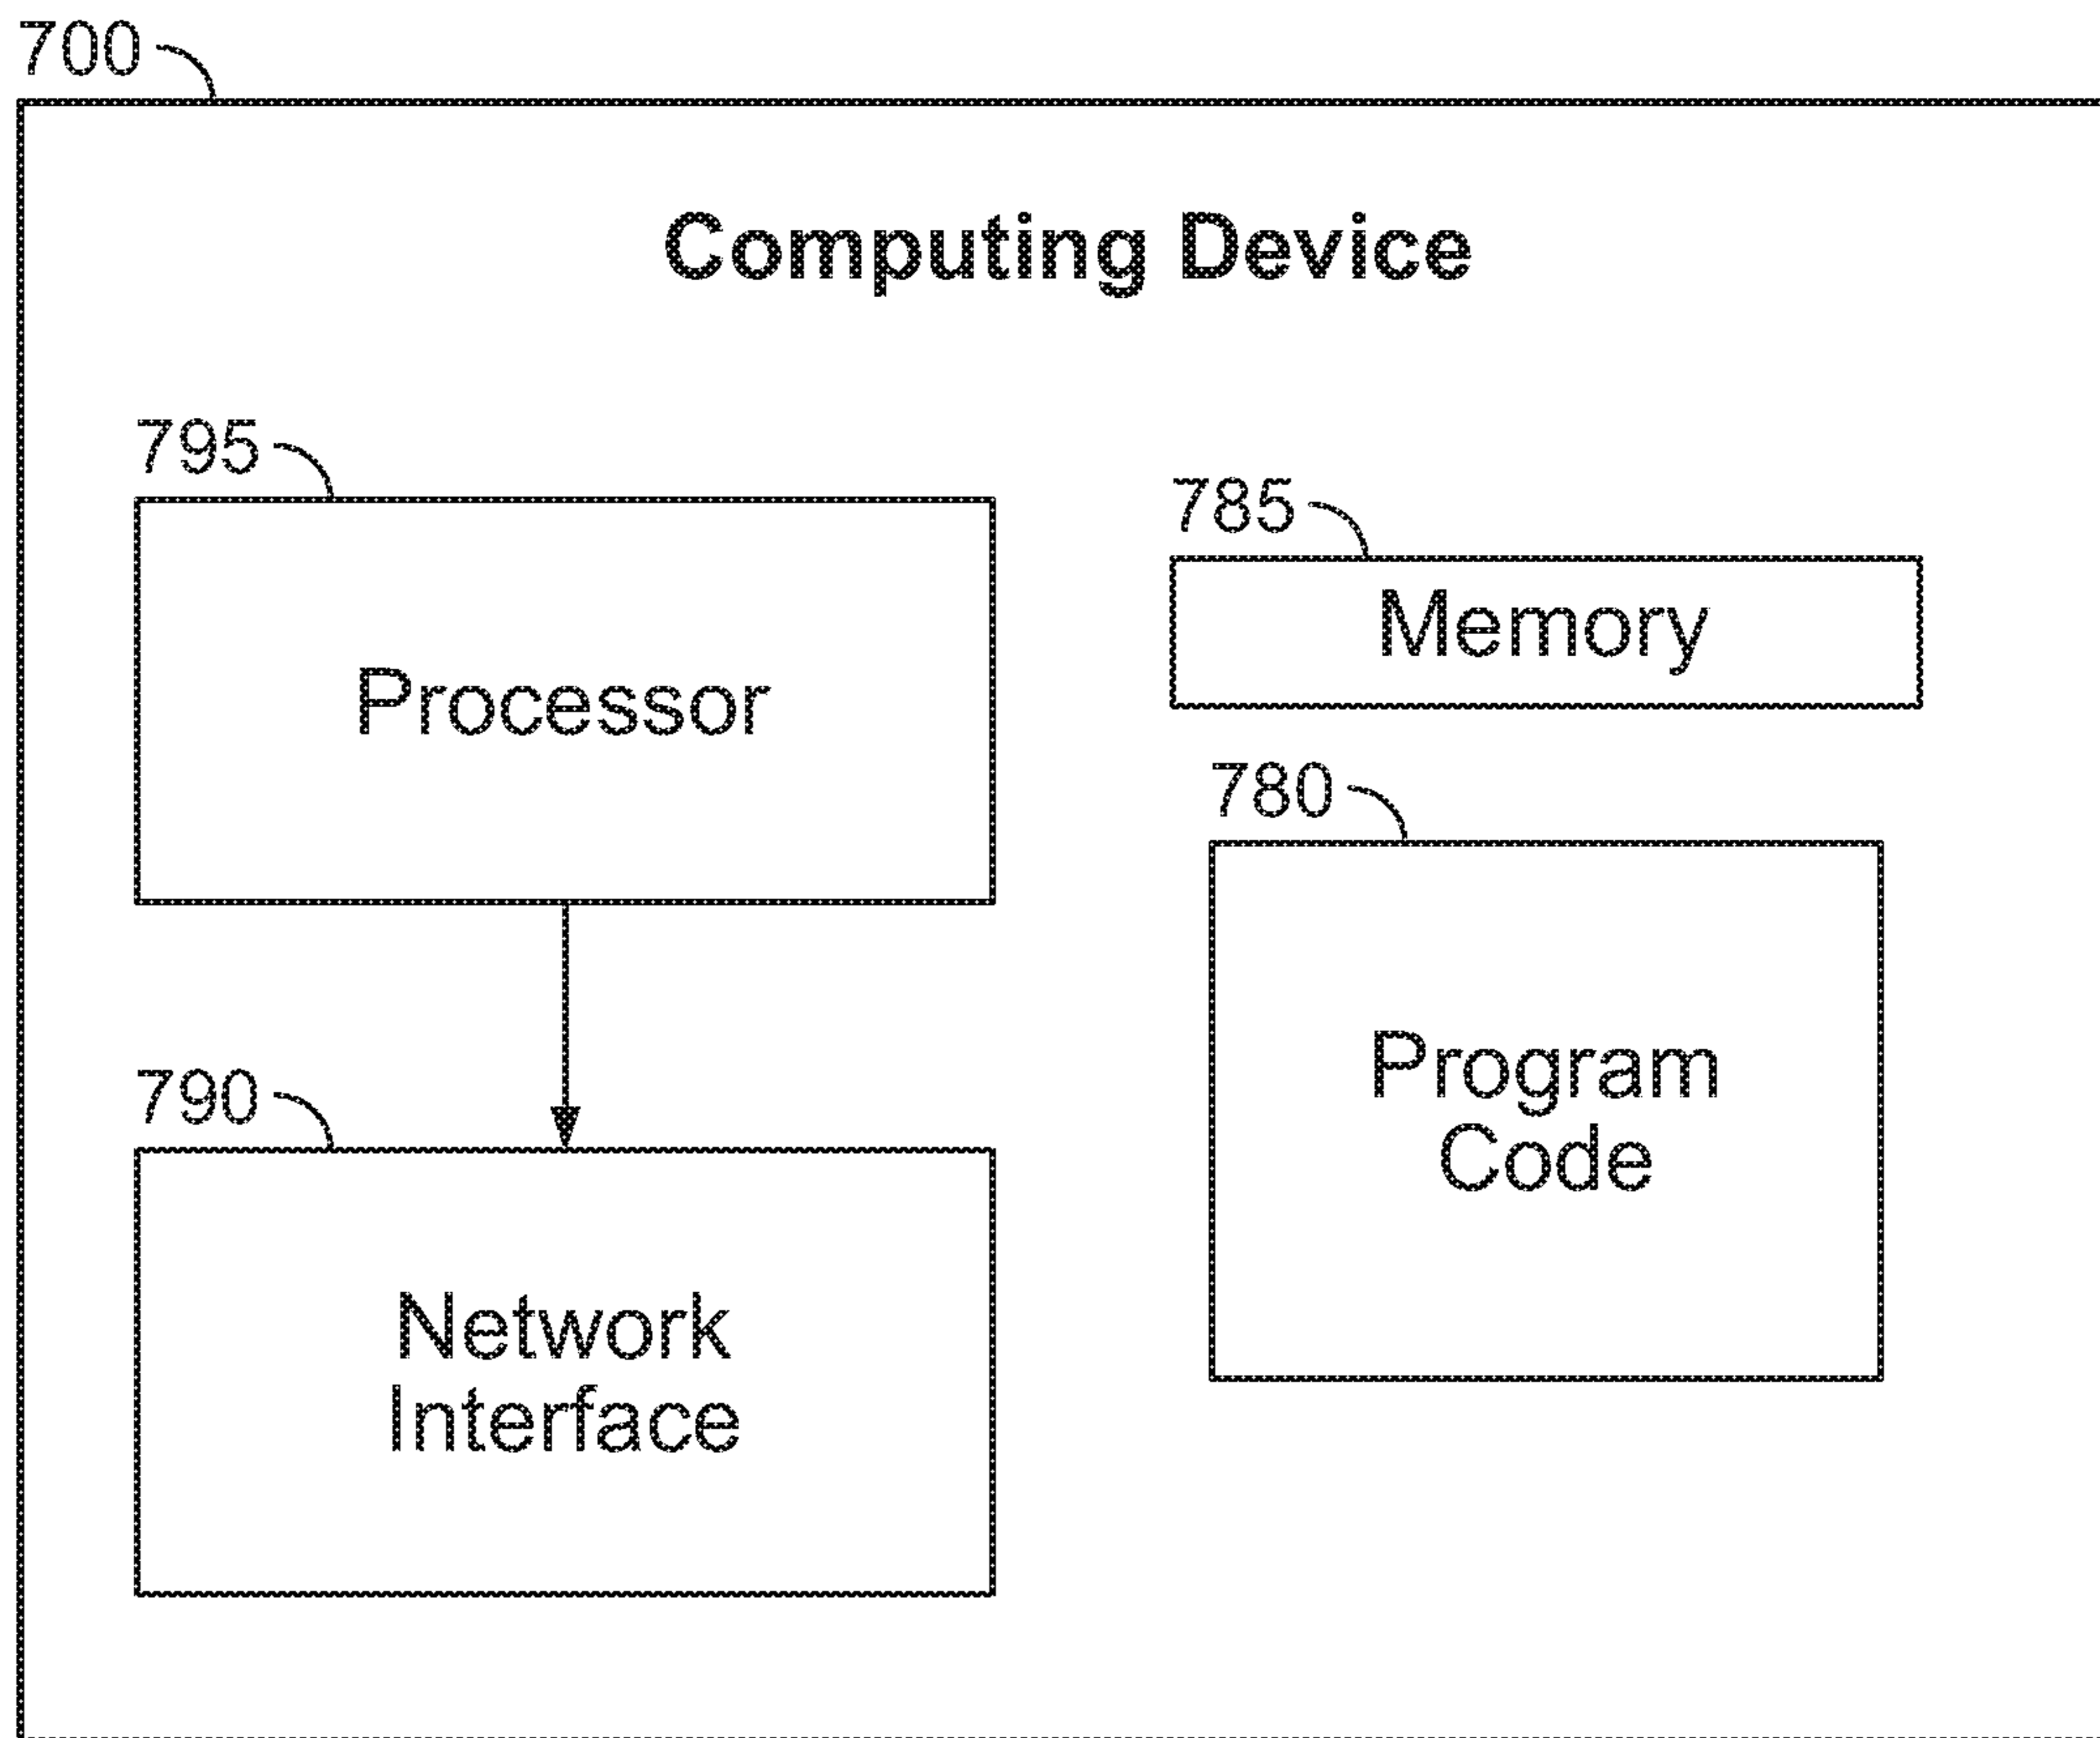 700
Computing Device
795
Processor
785
Memory
780
Program
Code
790
Network
Interface